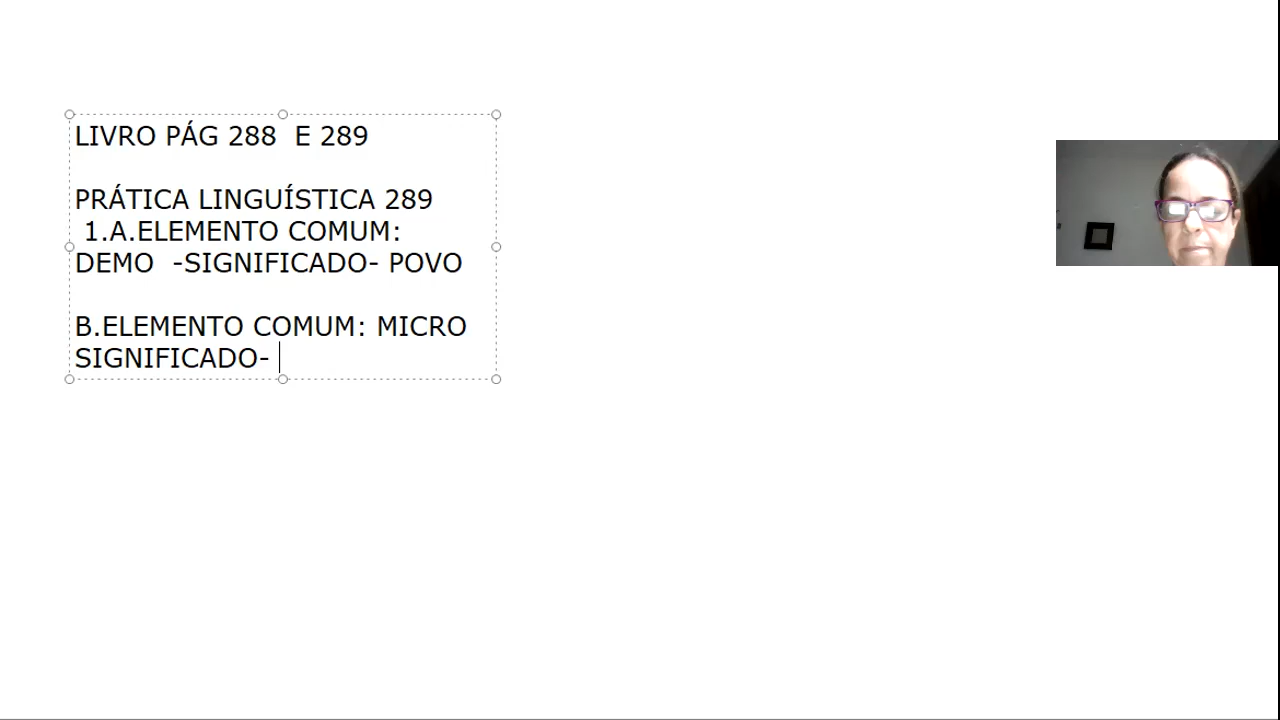 LIVRO PÁG 288  E 289
PRÁTICA LINGUÍSTICA 289
1.A.ELEMENTO COMUM:
DEMO  -SIGNIFICADO- POVO
B.ELEMENTO COMUM: MICRO
SIGNIFICADO-